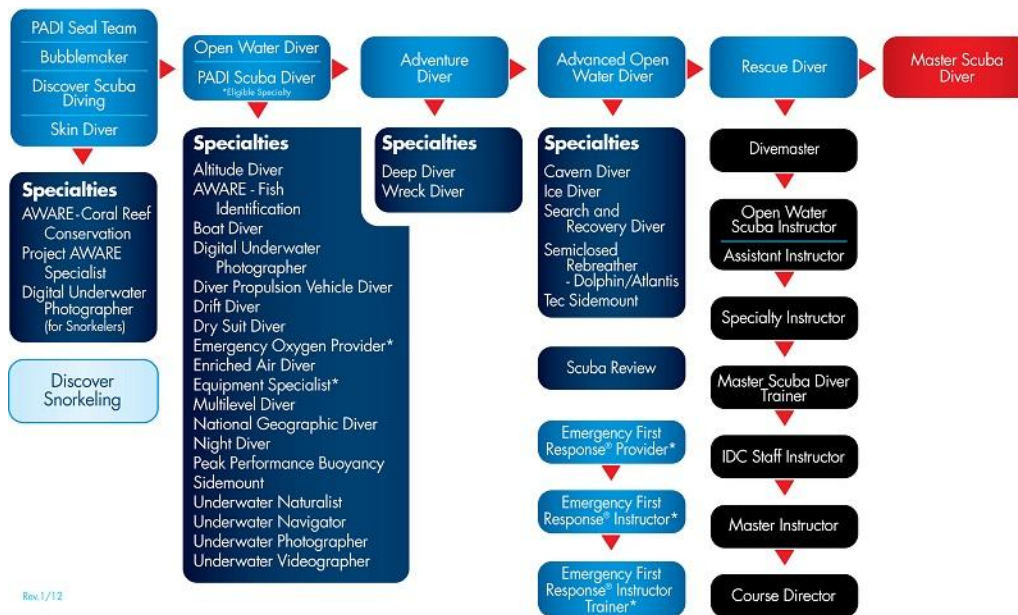 PADI Seal Team
Bubblemaker
Discover Scuba
Diving
Skin Diver
Open Water Diver
PADI Scuba Diver
*Eligible Specialty
Adventure
Diver
Advanced Open
Water Diver
Rescue Diver
Master Scuba
Diver
Specialties
AWARE-Coral Reef
Conservation
Project AWARE
Specialist
Digital Underwater
Photographer
(for Snorkelers)
Discover
Snorkeling
Specialties
Altitude Diver
AWARE - Fish
Identification
Boat Diver
Digital Underwater
Photographer
Diver Propulsion Vehicle Diver
Drift Diver
Dry Suit Diver
Emergency Oxygen Provider*
Enriched Air Diver
Equipment Specialist*
Multilevel Diver
National Geographic Diver
Night Diver
Peak Performance Buoyancy
Sidemount
Underwater Naturalist
Underwater Navigator
Underwater Photographer
Underwater Videographer
Specialties
Deep Diver
Wreck Diver
Specialties
Cavern Diver
Ice Diver
Search and
Recovery Diver
Semiclosed
Rebreather
- Dolphin/Atlantis
Tec Sidemount
Scuba Review
Emergency First
Response® Provider*
Emergency First
Response® Instructor*
Emergency First
Response® Instructor
Trainer*
Divemaster
Open Water
Scuba Instructor
Assistant Instructor
Specialty Instructor
Master Scuba Diver
Trainer
IDC Staff Instructor
Master Instructor
Course Director
Rev.1/12